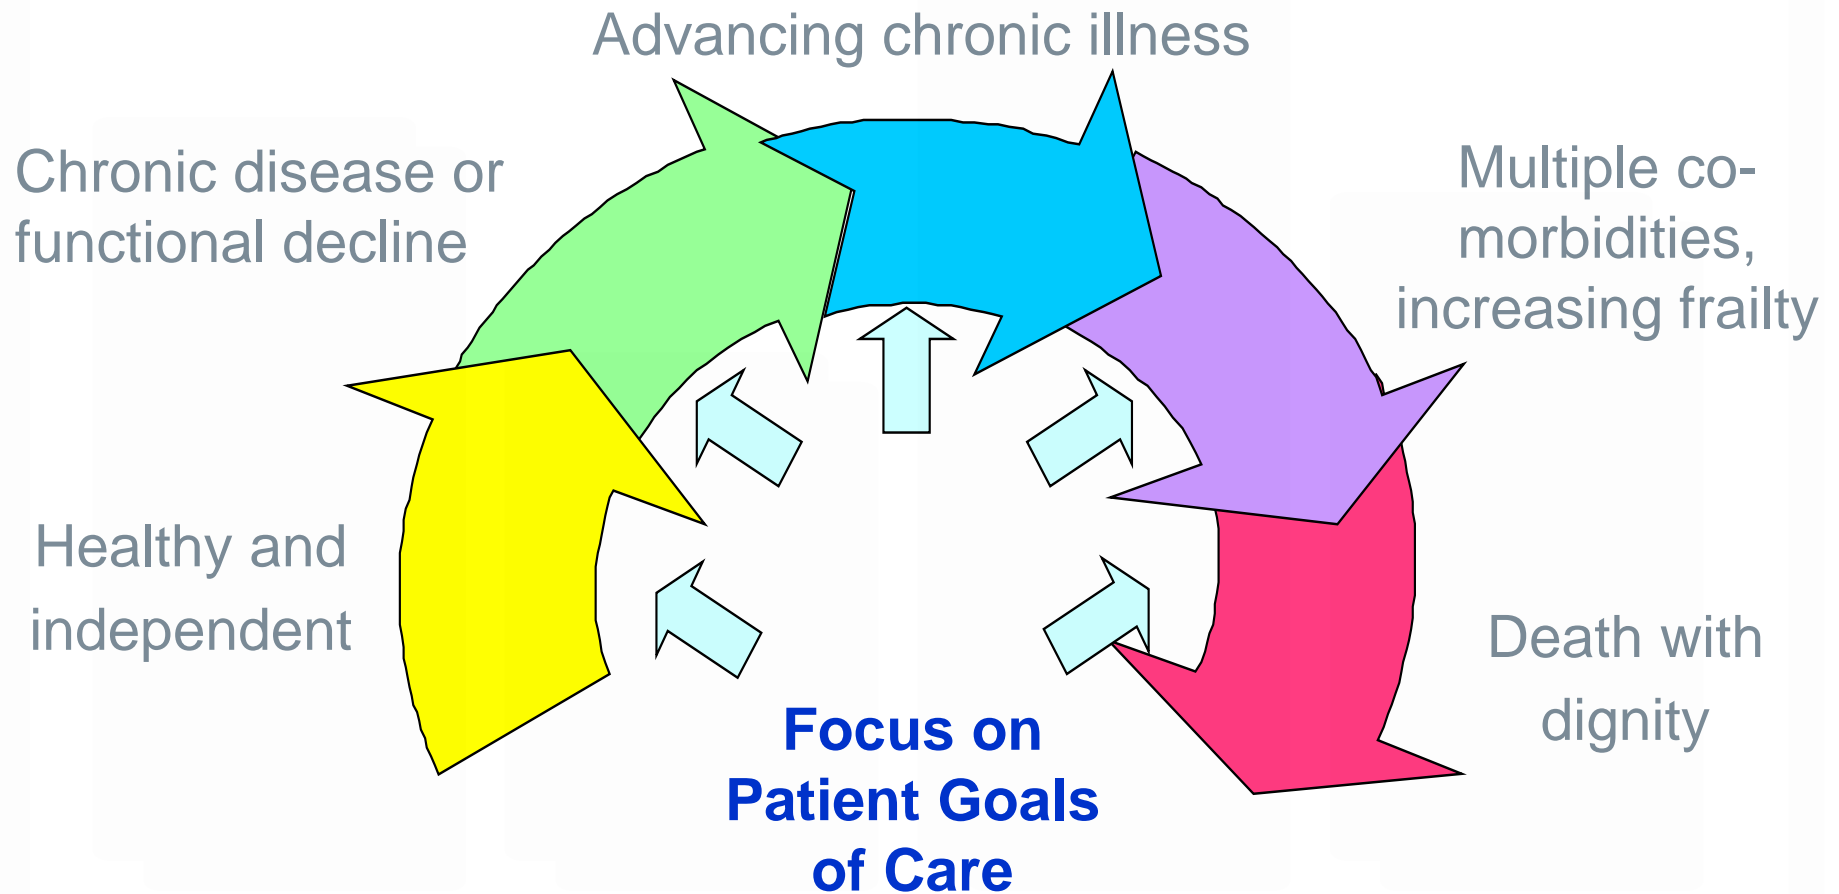 Advancing chronic illness
Chronic disease or
functional decline
Multiple co-
morbidities,
increasing frailty
Healthy and
independent
Death with
dignity
Focus on
Patient Goals
of Care